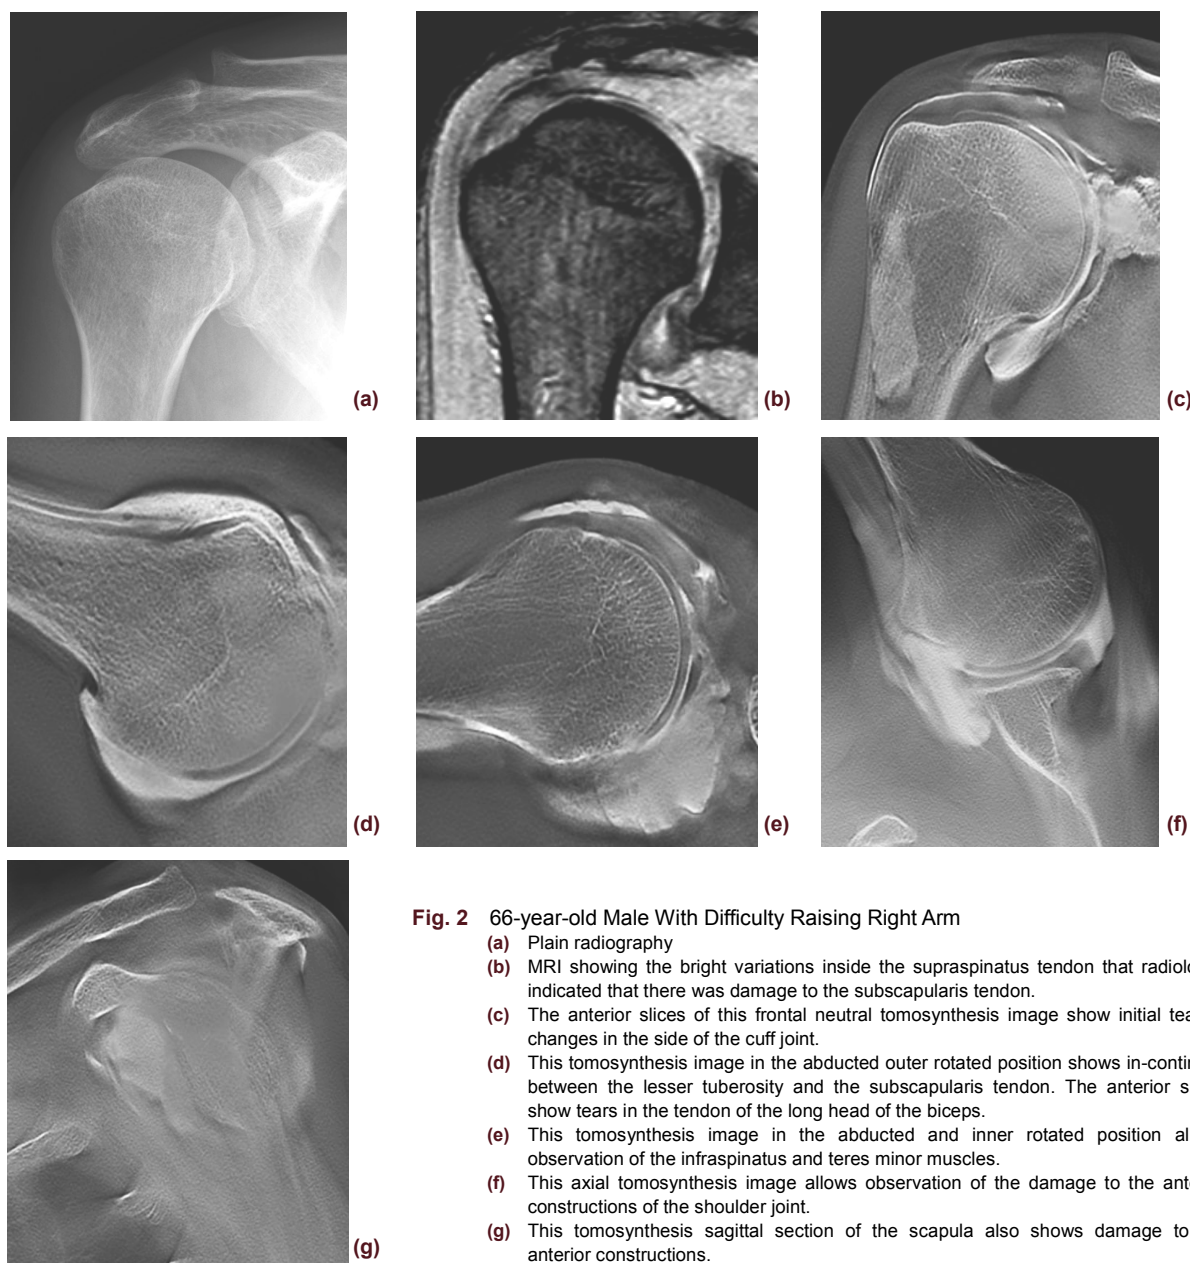 (a)
(b)
(c)
(d)
(e)
(f)
(g)
Fig. 2 66-year-old Male With Difficulty Raising Right Arm
(a) Plain radiography
(b) MRI showing the bright variations inside the supraspinatus tendon that
indicated that there was damage to the subscapularis tendon.
(c) The anterior slices of this frontal neutral tomosynthesis image show initial
changes in the side of the cuff joint.
(d) This tomosynthesis image in the abducted outer rotated position shows
between the lesser tuberosity and the subscapularis tendon. The anterior
show tears in the tendon of the long head of the biceps.
(e) This tomosynthesis image in the abducted and inner rotated position
observation of the infraspinatus and teres minor muscles.
(f) This axial tomosynthesis image allows observation of the damage to the
constructions of the shoulder joint.
(g) This tomosynthesis sagittal section of the scapula also shows damage to
anterior constructions.